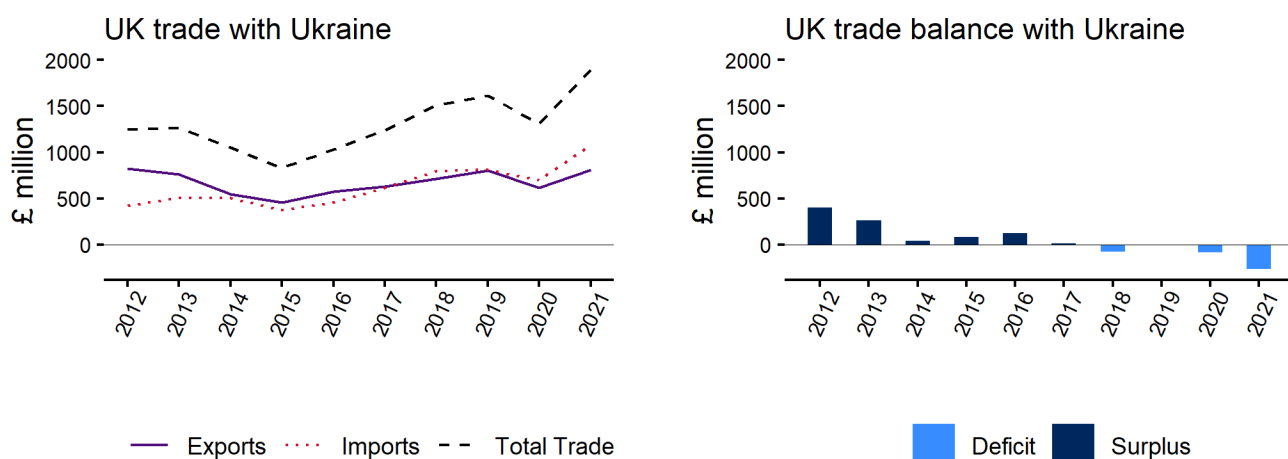 UK trade with Ukraine
£ million
2000
1500
1000
500
0
2012 2013 2014 2015 2016 2017 2018 2019 2020 2021
Exports Imports Total Trade
UK trade balance with Ukraine
£ million
2000
1500
1000
500
0
2012 2013 2014 2015 2016 2017 2018 2019 2020 2021
Deficit Surplus